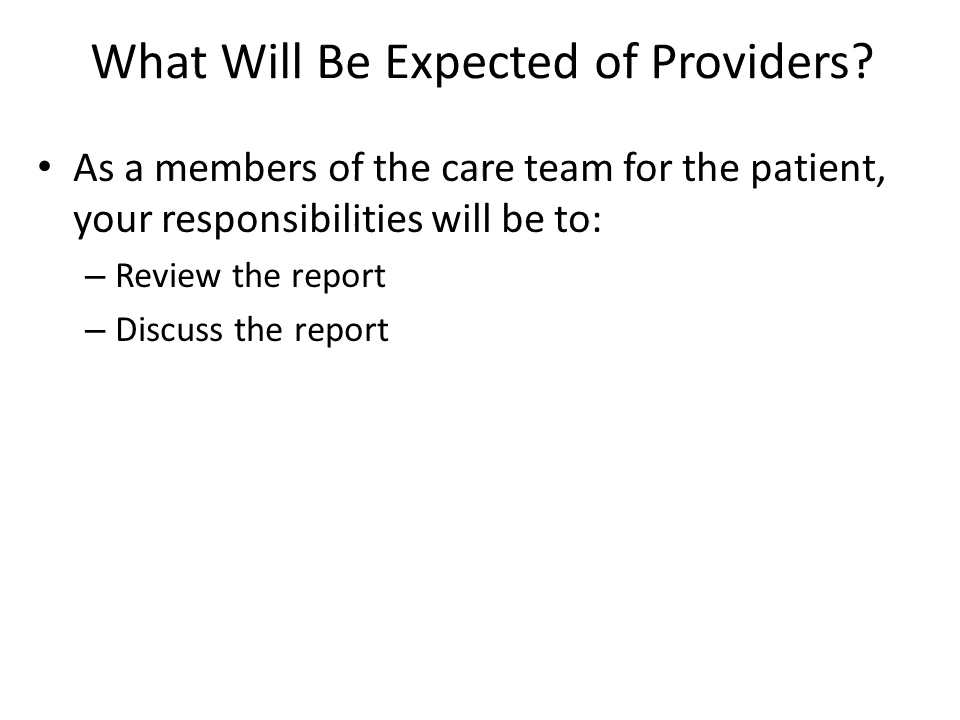 What Will Be Expected of Providers?
• As a members of the care team for the patient,
your responsibilities will be to:
– Review the report
– Discuss the report